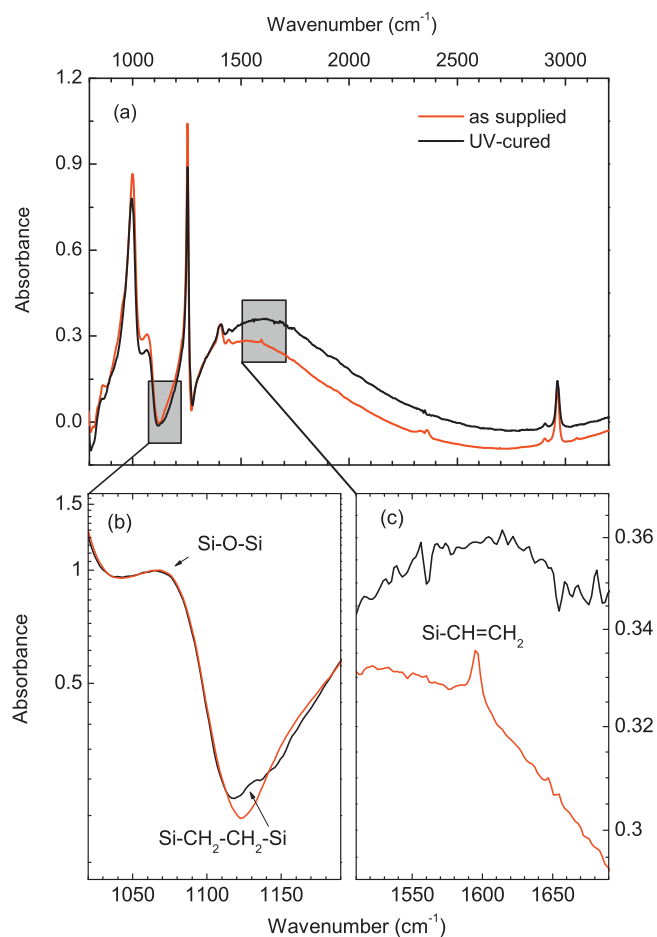 Wavenumber (cm⁻¹)
1000 1500 2000 2500 3000
1.2
0.9
0.6
0.3
0.0
Absorbance
(a)
as supplied
UV-cured
1.5
1
0.5
Absorbance
(b)
Si-O-Si
Si-CH₂-CH₂-Si
1050 1100 1150
(c)
Si-CH=CH₂
0.36
0.34
0.33
0.32
0.3
1550 1600 1650
Wavenumber (cm⁻¹)